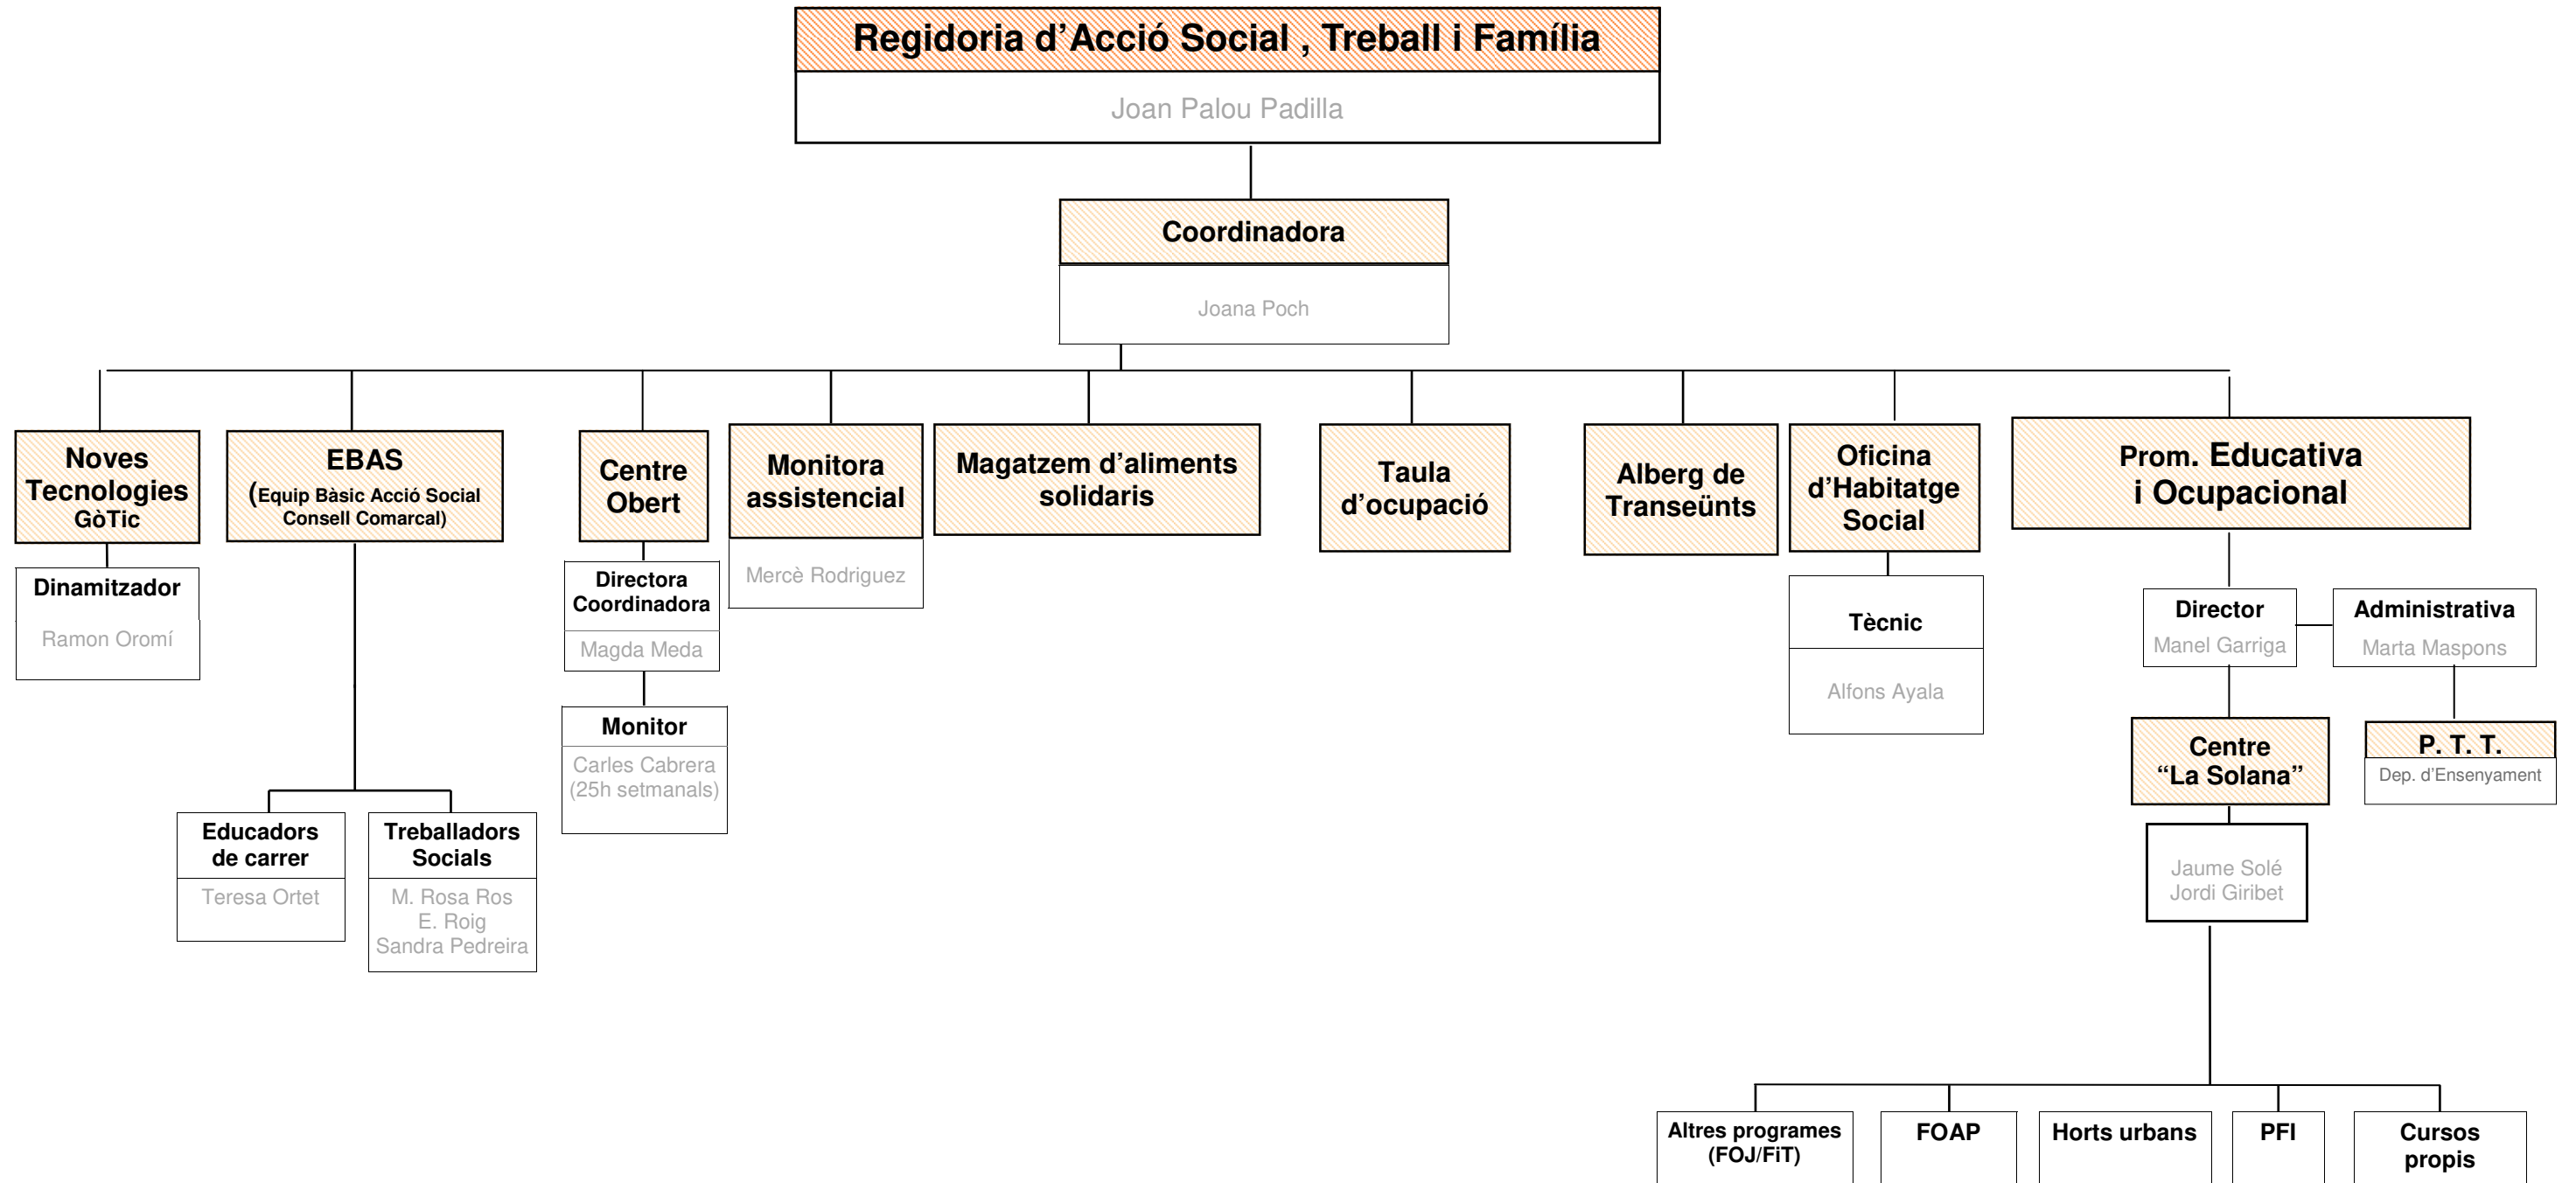 Regidoria d’Acció Social , Treball i Família
Joan Palou Padilla
Coordinadora
Joana Poch
Noves
Tecnologies
GòTic
Dinamitzador
Ramon Oromí
EBAS
(Equip Bàsic Acció Social
Consell Comarcal)
Educadors
de carrer
Teresa Ortet
Treballadors
Socials
M. Rosa Ros
E. Roig
Sandra Pedreira
Centre
Obert
Directora
Coordinadora
Magda Meda
Monitor
Carles Cabrera
(25h setmanals)
Monitora
assistencial
Mercè Rodriguez
Magatzem d’aliments
solidaris
Taula
d’ocupació
Alberg de
Transeünts
Oficina
d’Habitatge
Social
Tècnic
Alfons Ayala
Prom. Educativa
i Ocupacional
Director
Manel Garriga
Administrativa
Marta Maspons
Centre
“La Solana”
Jaume Solé
Jordi Giribet
P. T. T.
Dep. d’Ensenyament
Altres programes
(FOJ/FiT)
FOAP
Horts urbans
PFI
Cursos
propis